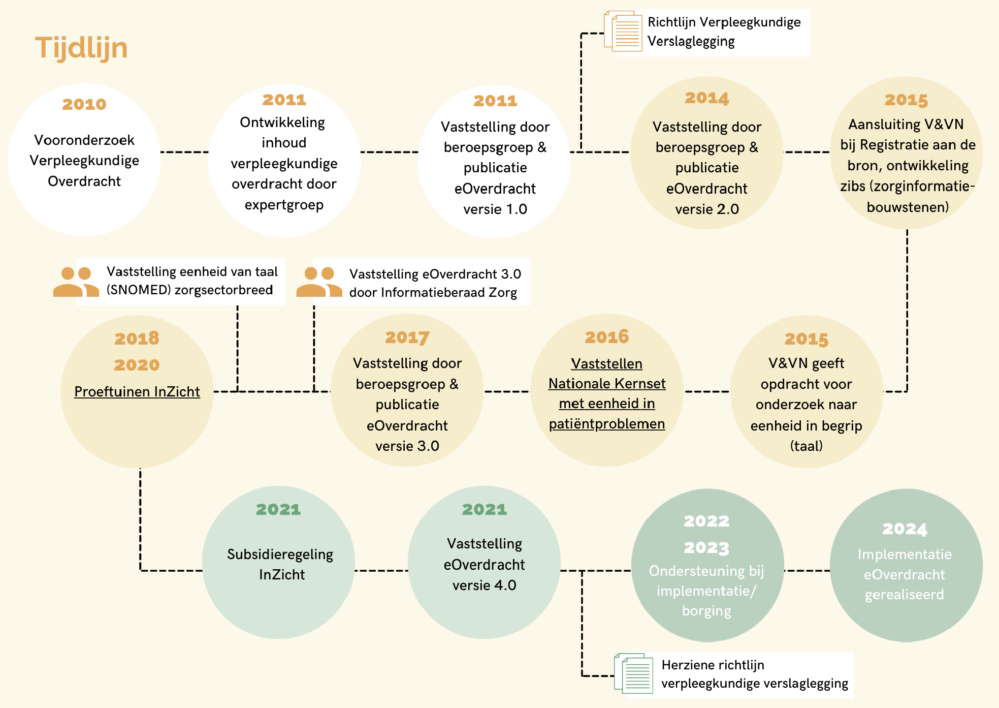 Tijdlijn
Richtlijn Verpleegkundige
Verslaglegging
2010
Vooronderzoek
Verpleegkundige
Overdracht
2011
Ontwikkeling
inhoud
verpleegkundige
overdracht door
expertgroep
2011
Vaststelling door
beroepsgroep &
publicatie
eOverdracht
versie 1.0
2014
Vaststelling door
beroepsgroep &
publicatie
eOverdracht
versie 2.0
2015
Aansluiting V&VN
bij Registratie aan de
bron, ontwikkeling
zibs (zorginformatie-
bouwstenen)
2015
V&VN geeft
opdracht voor
onderzoek naar
eenheid in begrip
(taal)
2016
Vaststellen
Nationale Kernset
met eenheid in
patiëntproblemen
2017
Vaststelling door
beroepsgroep &
publicatie
eOverdracht
versie 3.0
Vaststelling eOverdracht 3.0
door Informatieberaad Zorg
Vaststelling eenheid van taal
(SNOMED) zorgsectorbreed
2018
2020
Proeftuinen InZicht
2021
Subsidieregeling
InZicht
2021
Vaststelling
eOverdracht
versie 4.0
Herziene richtlijn
verpleegkundige verslaglegging
2022
2023
Ondersteuning bij
implementatie/
borging
2024
Implementatie
eOverdracht
gerealiseerd